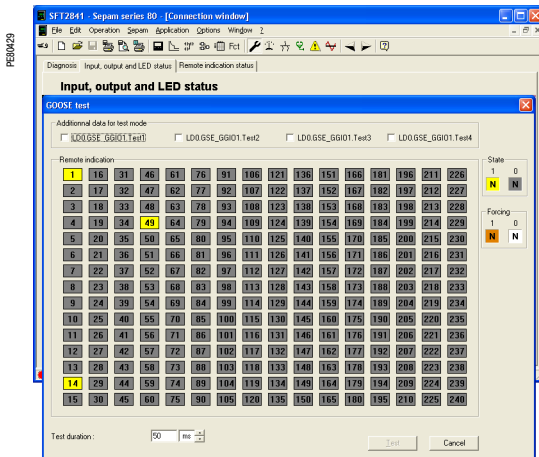 PE80429
SFT2841 - Sepam series 80 - [Connection window]
File Edit Option Sepam Application Options Window ?
Fct
Diagnosis Input, output and LED status Remote indication status
Input, output and LED status
GOOSE test
Additionnal data for test mode
LD0.GSE_GGIO1.Test1 LD0.GSE_GGIO1.Test2 LD0.GSE_GGIO1.Test3 LD0.GSE_GGIO1.Test4
Remote indication
1 16 31 46 61 76 91 106 121 136 151 166 181 196 211 226
2 17 32 47 62 77 92 107 122 137 152 167 182 197 212 227
3 18 33 48 63 78 93 108 123 138 153 168 183 198 213 228
4 19 34 49 64 79 94 109 124 139 154 169 184 199 214 229
5 20 35 50 65 80 95 110 125 140 155 170 185 200 215 230
6 21 36 51 66 81 96 111 126 141 156 171 186 201 216 231
7 22 37 52 67 82 97 112 127 142 157 172 187 202 217 232
8 23 38 53 68 83 98 113 128 143 158 173 188 203 218 233
9 24 39 54 69 84 99 114 129 144 159 174 189 204 219 234
10 25 40 55 70 85 100 115 130 145 160 175 190 205 220 235
11 26 41 56 71 86 101 116 131 146 161 176 191 206 221 236
12 27 42 57 72 87 102 117 132 147 162 177 192 207 222 237
13 28 43 58 73 88 103 118 133 148 163 178 193 208 223 238
14 29 44 59 74 89 104 119 134 149 164 179 194 209 224 239
15 30 45 60 75 90 105 120 135 150 165 180 195 210 225 240
State
1 0
N N
Forcing
1 0
N N
Test duration : 50 ms
Test Cancel